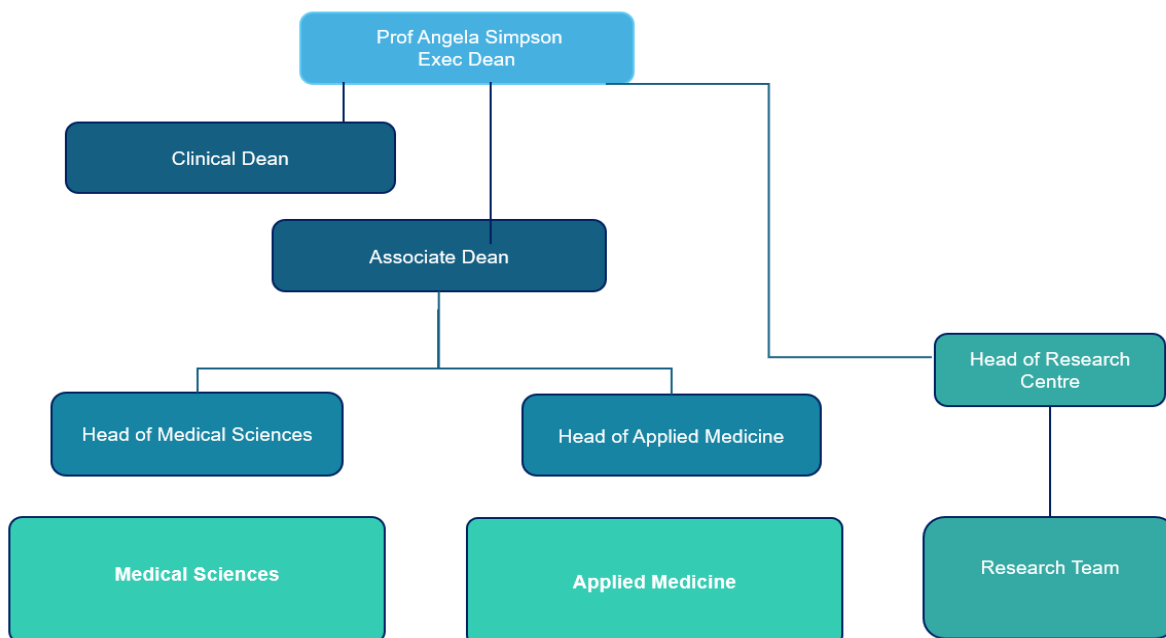 Prof Angela Simpson
Exec Dean
Clinical Dean
Associate Dean
Head of Research
Centre
Head of Medical Sciences
Head of Applied Medicine
Medical Sciences
Applied Medicine
Research Team